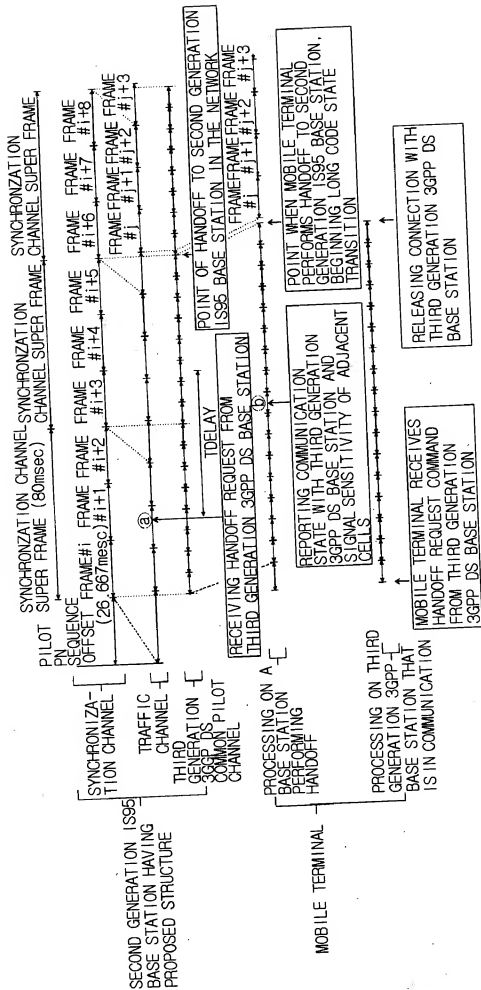 SYNCHRONIZATION CHANNEL SYNCHRONIZATION SYNCHRONZATION
PILOT SUPER FRAME (80msec) CHANNEL SUPER FRAME CHANNEL SUPER FRAME
PN
SEQUENCE
OFFSET FRAME#i FRAME FRAME FRAME FRAME FRAME FRAME FRAME FRAME
(26.667mesc) #i+1 #i+2 #i+3 #i+4 #i+5 #i+6 #i+7 #i+8
SECOND GENERATION IS95
BASE STATION HAVING
PROPOSED STRUCTURE
SYNCHRONIZA-
TION CHANNEL
FRAME FRAME FRAME FRAME
#j #j+1 #j+2 #j+3
TRAFFIC
CHANNEL
ⓐ
THIRD
GENERATION
3GGP DS
COMMON PILOT
CHANNEL
TDELAY
POINT OF HANDOFF TO SECOND GENERATION
IS95 BASE STATION IN THE NETWORK
RECEIVING HANDOFF REQUEST FROM
THIRD GENERATION 3GPP DS BASE STATION
MOBILE TERMINAL
PROCESSING ON A
BASE STATION
PERFORMING
HANDOFF
ⓑ
FRAME FRAME FRAME FRAME
#j #j+1 #j+2 #j+3
REPORTING COMMUNICATION
STATE WITH THIRD GENERATION
3GPP DS BASE STATION AND
SIGNAL SENSITIVITY OF ADJACENT
CELLS
POINT WHEN MOBILE TERMINAL
PERFORMS HANDOFF TO SECOND
GENERATION IS95 BASE STATION,
BEGINNING LONG CODE STATE
TRANSITION
PROCESSING ON THIRD
GENERATION 3GPP
BASE STATION THAT
IS IN COMMUNICATION
MOBILE TERMINAL RECEIVES
HANDOFF REQUEST COMMAND
FROM THIRD GENERATION
3GPP DS BASE STATION
RELEASING CONNECTION WITH
THIRD GENERATION 3GPP DS
BASE STATION